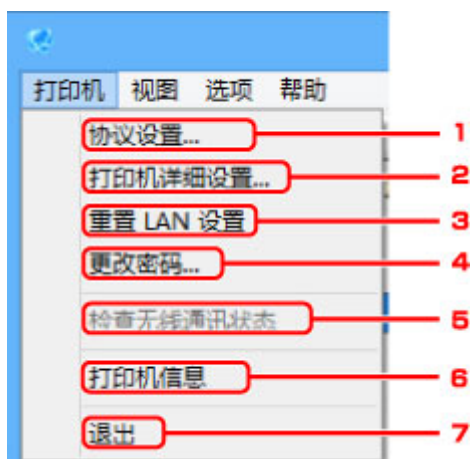 打印机 视图 选项 帮助
协议设置... 1
打印机详细设置... 2
重置 LAN 设置 3
更改密码... 4
检查无线通讯状态 5
打印机信息 6
退出 7